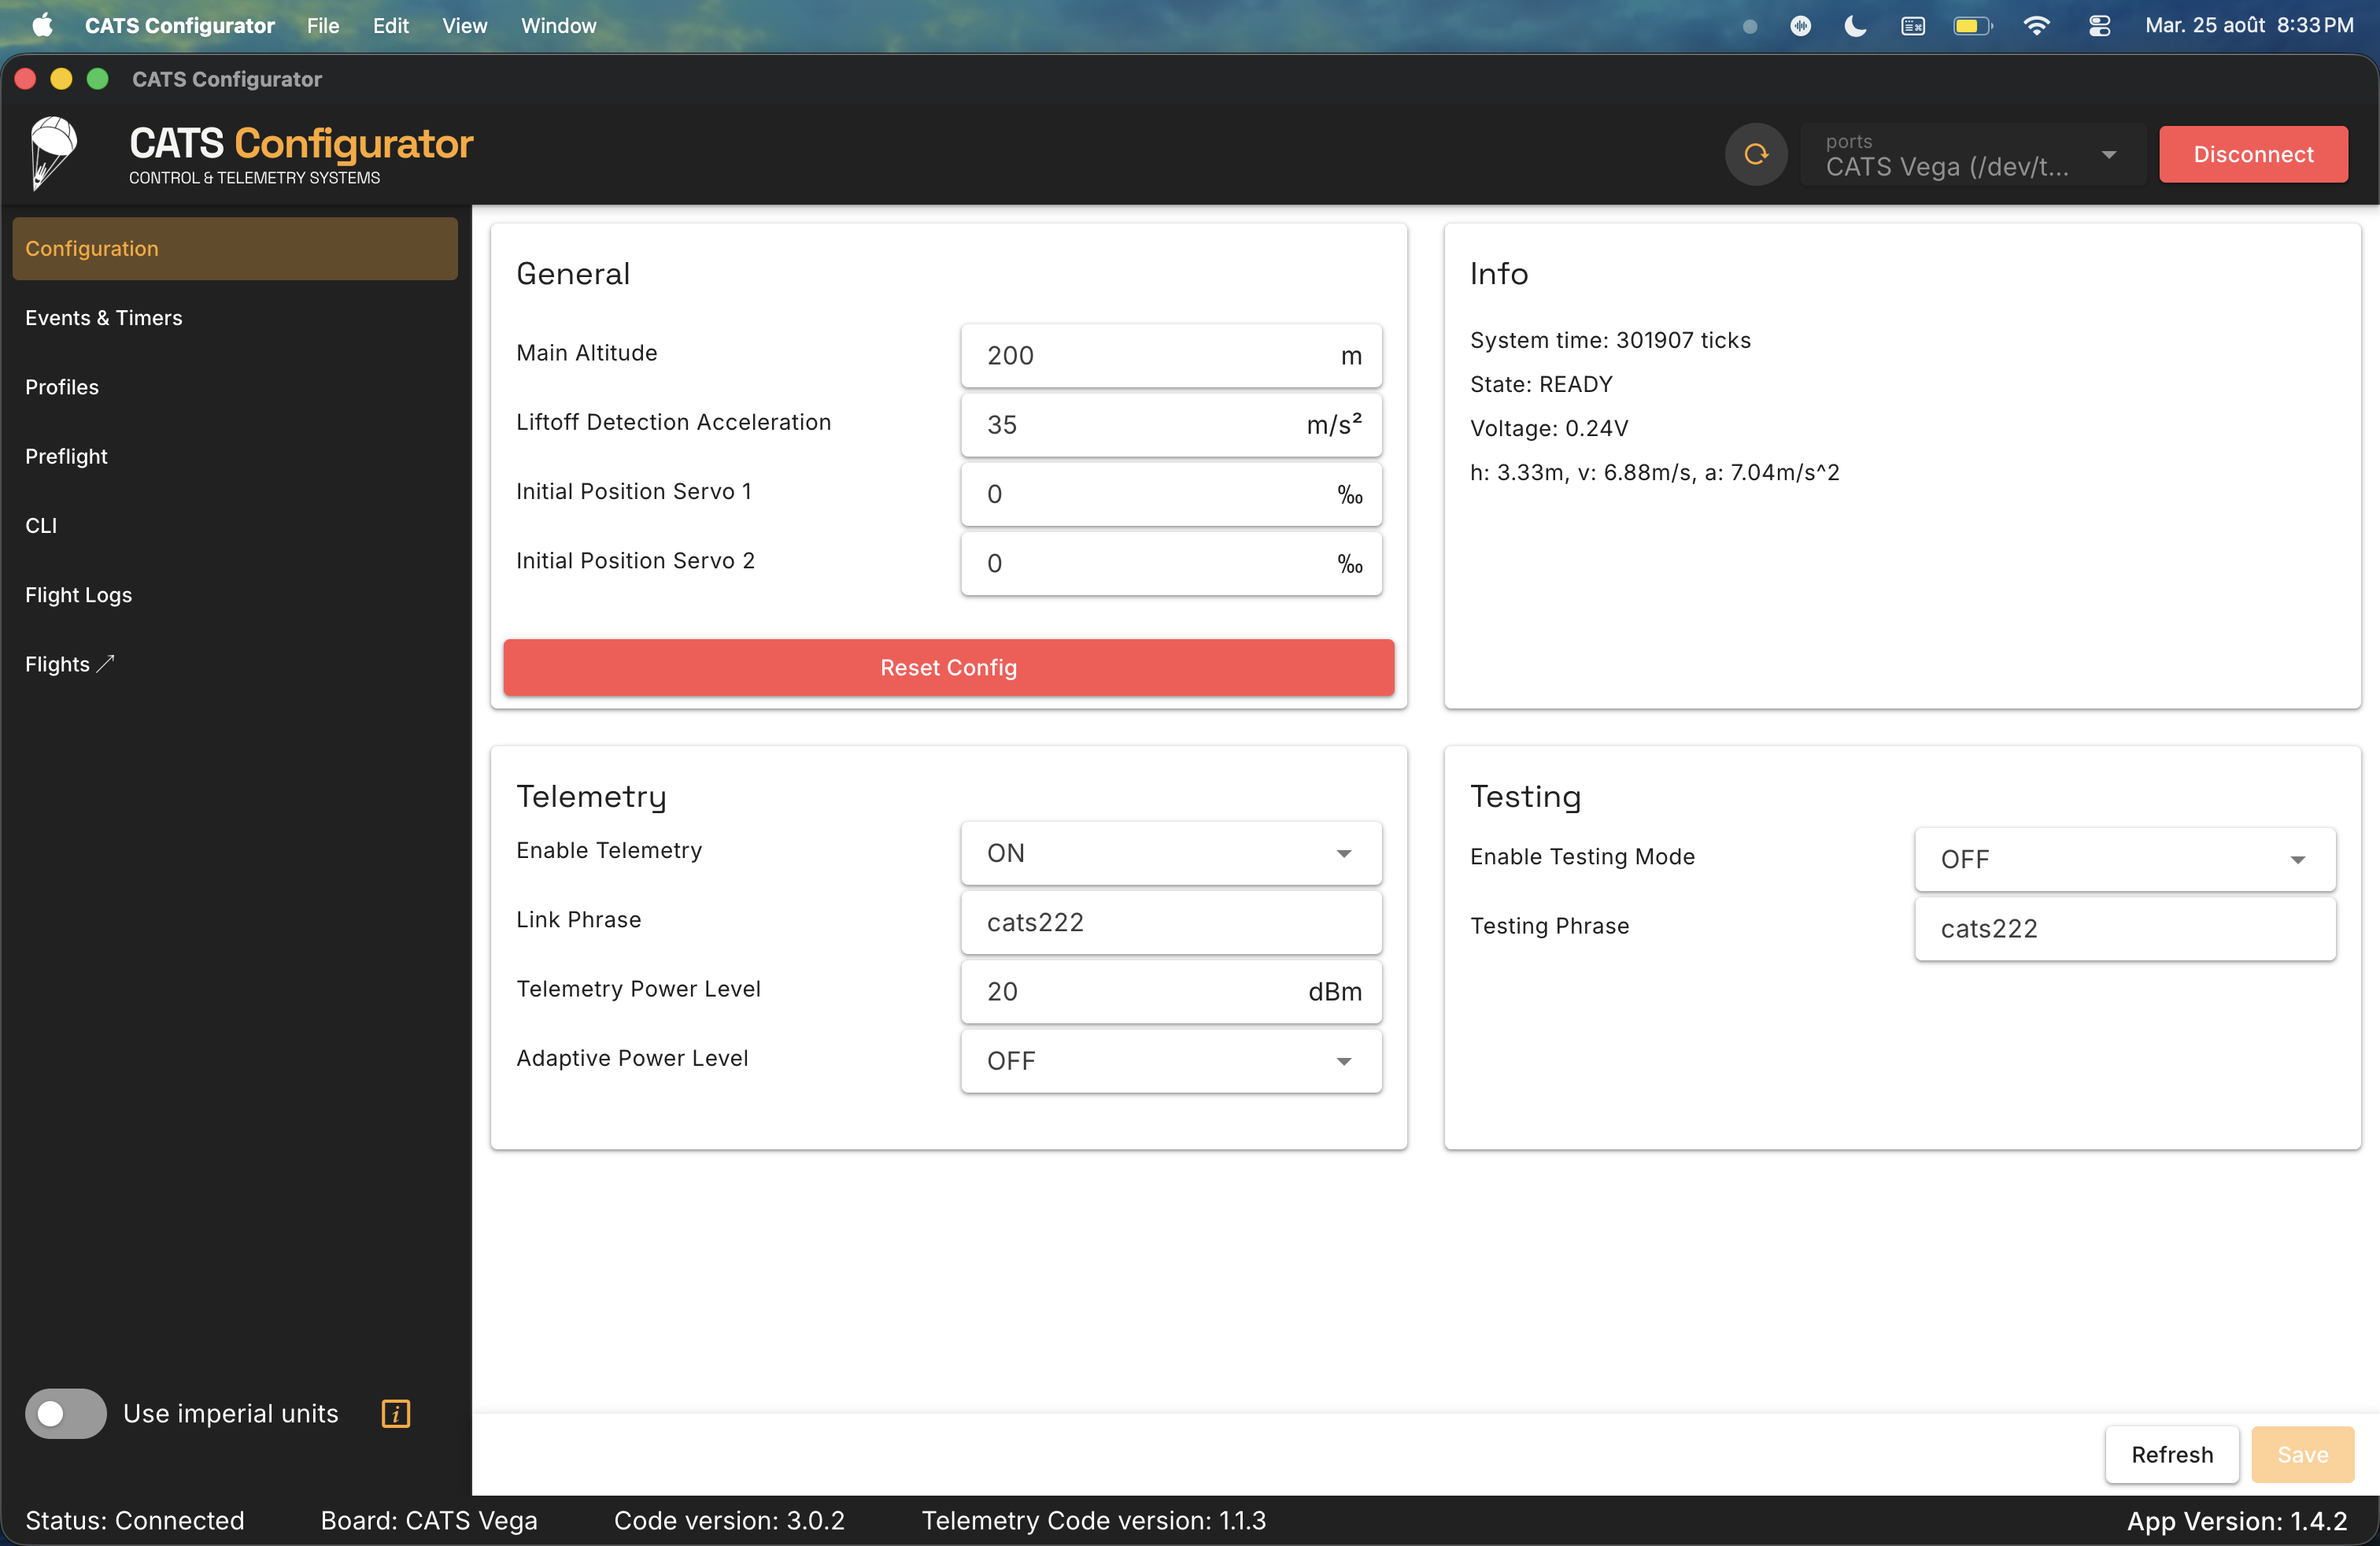 CATS Configurator File Edit View Window Mar. 25 août 8:33 PM
CATS Configurator
CATS Configurator
CONTROL & TELEMETRY SYSTEMS
ports
CATS Vega (/dev/t...
Disconnect
Configuration
Events & Timers
Profiles
Preflight
CLI
Flight Logs
Flights ↗
General
Main Altitude 200 m
Liftoff Detection Acceleration 35 m/s²
Initial Position Servo 1 0 ‰
Initial Position Servo 2 0 ‰
Reset Config
Info
System time: 301907 ticks
State: READY
Voltage: 0.24V
h: 3.33m, v: 6.88m/s, a: 7.04m/s^2
Telemetry
Enable Telemetry ON
Link Phrase cats222
Telemetry Power Level 20 dBm
Adaptive Power Level OFF
Testing
Enable Testing Mode OFF
Testing Phrase cats222
Use imperial units i
Refresh Save
Status: Connected Board: CATS Vega Code version: 3.0.2 Telemetry Code version: 1.1.3 App Version: 1.4.2